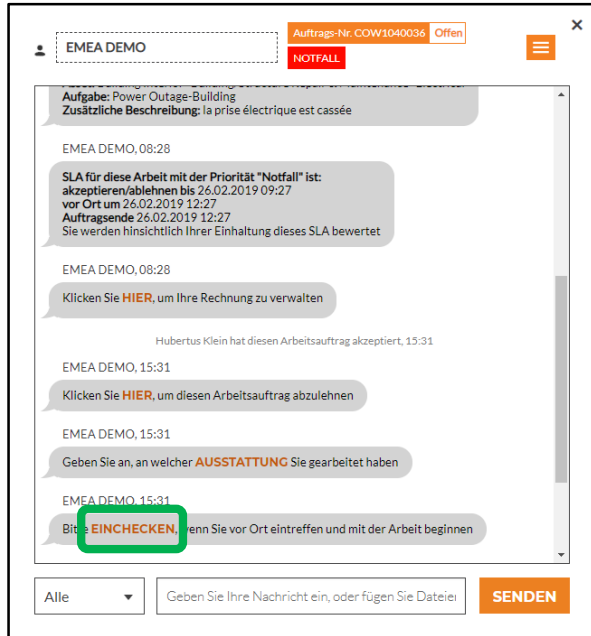 ×
EMEA DEMO
Auftrags-Nr. COW1040036 Offen
NOTFALL
Aufgabe: Power Outage-Building
Zusätzliche Beschreibung: la prise électrique est cassée
EMEA DEMO, 08:28
SLA für diese Arbeit mit der Priorität "Notfall" ist:
akzeptieren/ablehnen bis 26.02.2019 09:27
vor Ort um 26.02.2019 12:27
Auftragsende 26.02.2019 12:27
Sie werden hinsichtlich Ihrer Einhaltung dieses SLA bewertet
EMEA DEMO, 08:28
Klicken Sie HIER, um Ihre Rechnung zu verwalten
Hubertus Klein hat diesen Arbeitsauftrag akzeptiert, 15:31
EMEA DEMO, 15:31
Klicken Sie HIER, um diesen Arbeitsauftrag abzulehnen
EMEA DEMO, 15:31
Geben Sie an, an welcher AUSSTATTUNG Sie gearbeitet haben
EMEA DEMO, 15:31
Bitte EINCHECKEN, wenn Sie vor Ort eintreffen und mit der Arbeit beginnen
Alle
Geben Sie Ihre Nachricht ein, oder fügen Sie Dateien
SENDEN